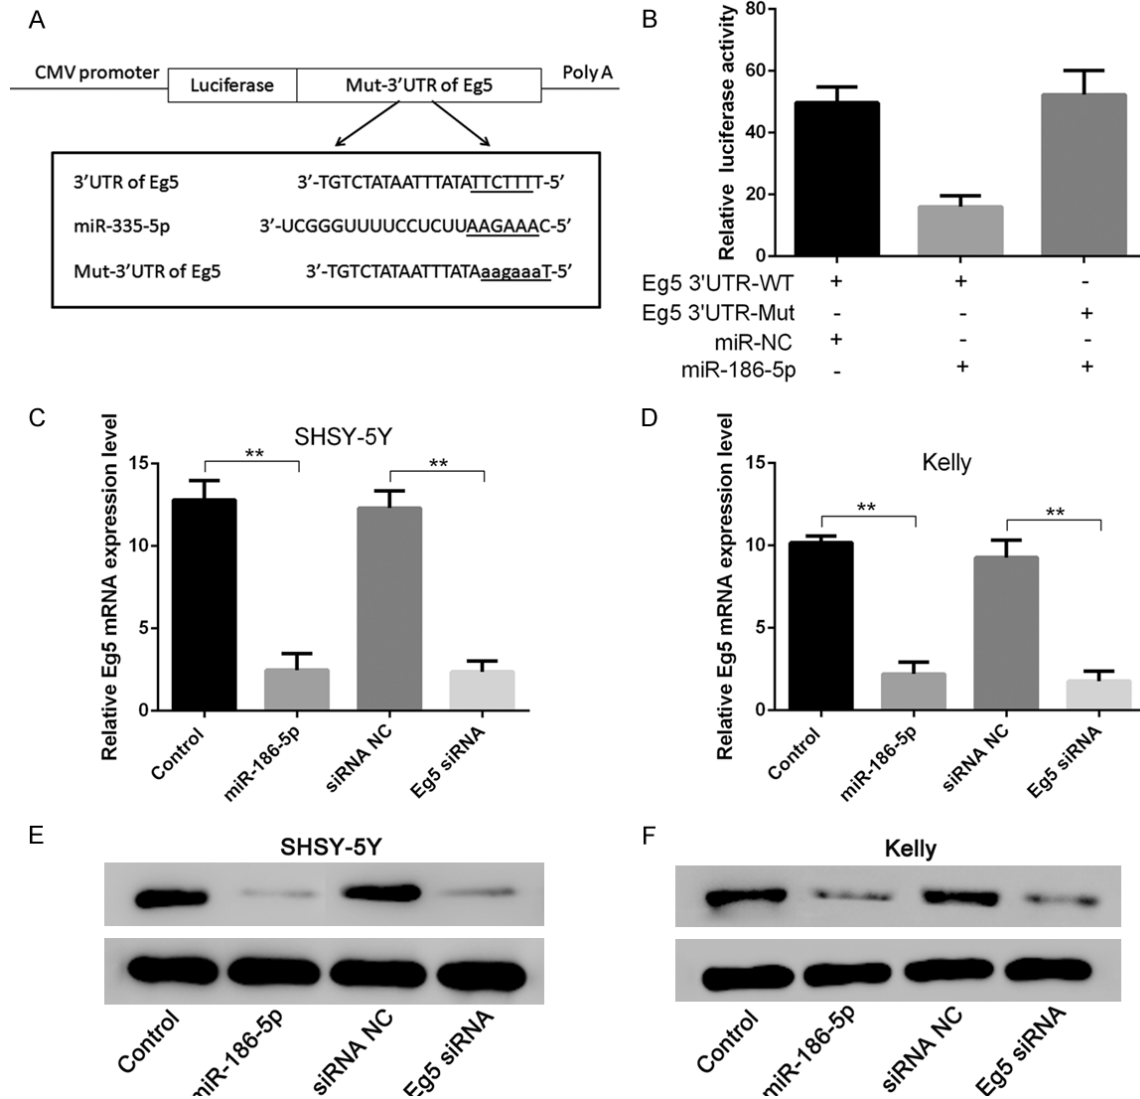 A
CMV promoter
Luciferase
Mut-3'UTR of Eg5
Poly A
3'UTR of Eg5 3'-TGTCTATAATTTATATTCTTTT-5'
miR-335-5p 3'-UCGGGUUUUCCUCUUAAGAAAC-5'
Mut-3'UTR of Eg5 3'-TGTCTATAATTTATAaagaaaT-5'
B
Relative luciferase activity
80
60
40
20
0
Eg5 3'UTR-WT + + -
Eg5 3'UTR-Mut - - +
miR-NC + - -
miR-186-5p - + +
C
SHSY-5Y
Relative Eg5 mRNA expression level
15
10
5
0
**
**
Control
miR-186-5p
siRNA NC
Eg5 siRNA
D
Kelly
Relative Eg5 mRNA expression level
15
10
5
0
**
**
Control
miR-186-5p
siRNA NC
Eg5 siRNA
E
SHSY-5Y
Control
miR-186-5p
siRNA NC
Eg5 siRNA
F
Kelly
Control
miR-186-5p
siRNA NC
Eg5 siRNA